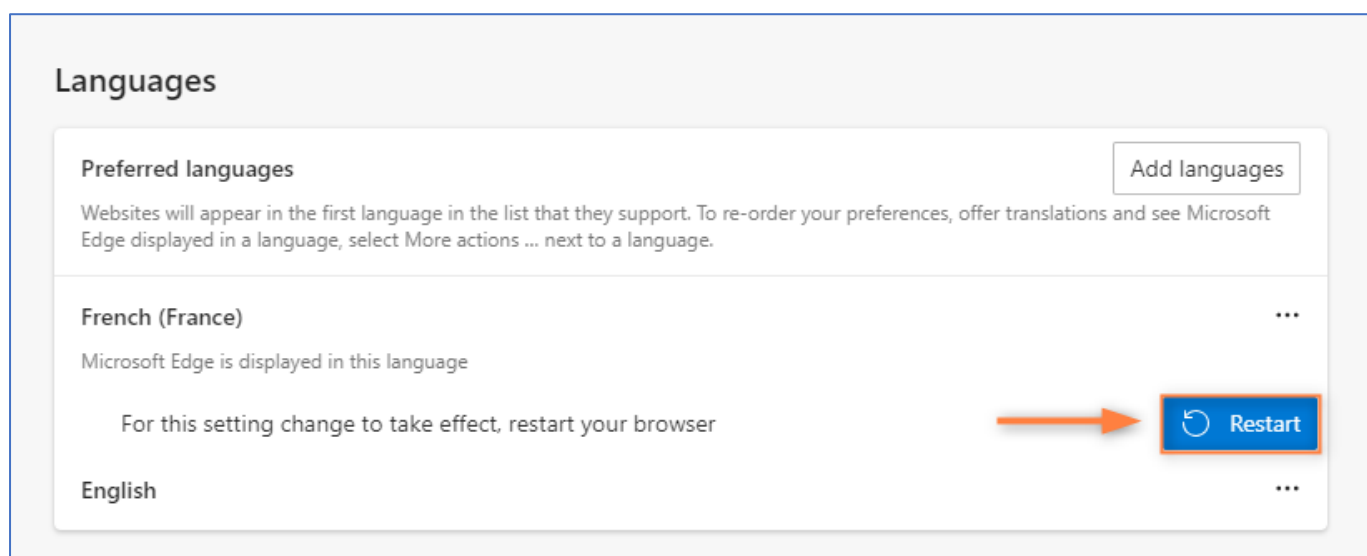 Languages
Preferred languages
Add languages
Websites will appear in the first language in the list that they support. To re-order your preferences, offer translations and see Microsoft
Edge displayed in a language, select More actions ... next to a language.
French (France)
...
Microsoft Edge is displayed in this language
For this setting change to take effect, restart your browser
Restart
English
...